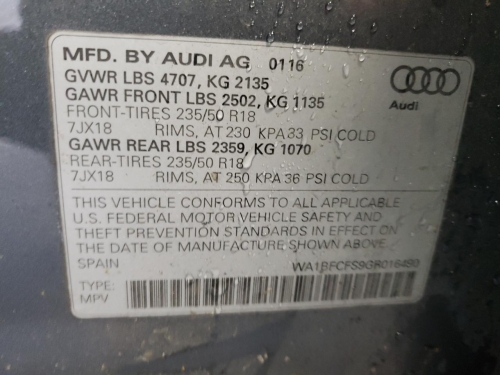 MFD. BY AUDI AG 0116
GVWR LBS 4707, KG 2135
GAWR FRONT LBS 2502, KG 1135
FRONT-TIRES 235/50 R18
7JX18 RIMS, AT 230 KPA 33 PSI COLD
GAWR REAR LBS 2359, KG 1070
REAR-TIRES 235/50 R18
7JX18 RIMS, AT 250 KPA 36 PSI COLD
Audi
THIS VEHICLE CONFORMS TO ALL APPLICABLE
U.S. FEDERAL MOTOR VEHICLE SAFETY AND
THEFT PREVENTION STANDARDS IN EFFECT ON
THE DATE OF MANUFACTURE SHOWN ABOVE.
SPAIN
TYPE:
MPV